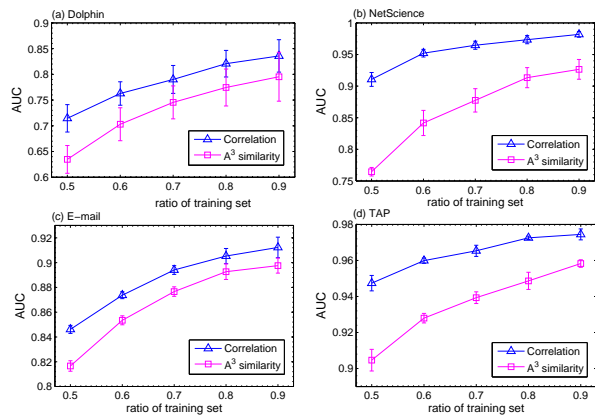 (a) Dolphin
0.9
0.85
0.8
0.75
0.7
0.65
0.6
AUC
0.5 0.6 0.7 0.8 0.9
ratio of training set
Correlation
A³ similarity
(b) NetScience
1
0.95
0.9
0.85
0.8
0.75
AUC
0.5 0.6 0.7 0.8 0.9
ratio of training set
Correlation
A³ similarity
(c) E−mail
0.92
0.9
0.88
0.86
0.84
0.82
0.8
AUC
0.5 0.6 0.7 0.8 0.9
ratio of training set
Correlation
A³ similarity
(d) TAP
0.98
0.96
0.94
0.92
0.9
AUC
0.5 0.6 0.7 0.8 0.9
ratio of training set
Correlation
A³ similarity